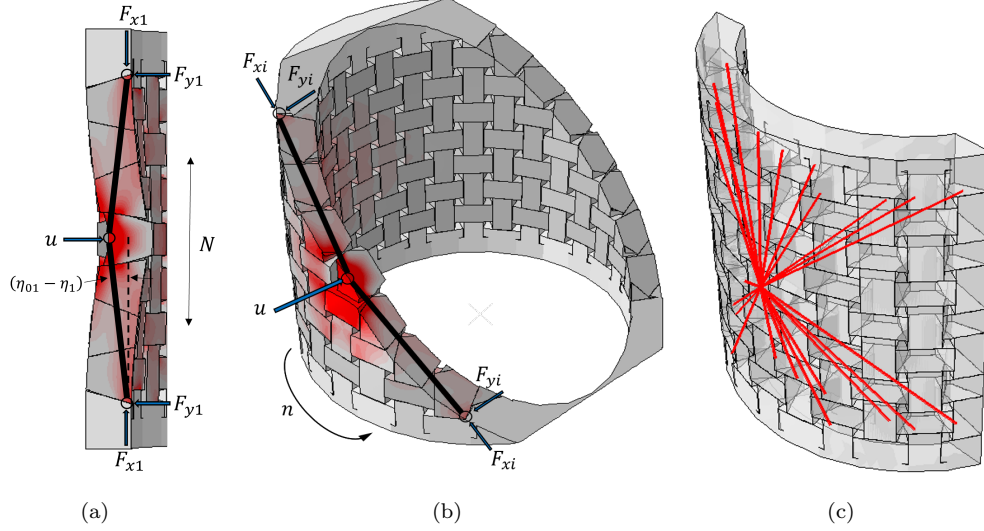 F_{x1}
F_{y1}
u
N
(η_{01} − η_1)
F_{y1}
F_{x1}
(a)
F_{xi}
F_{yi}
u
n
F_{yi}
F_{xi}
(b)
(c)